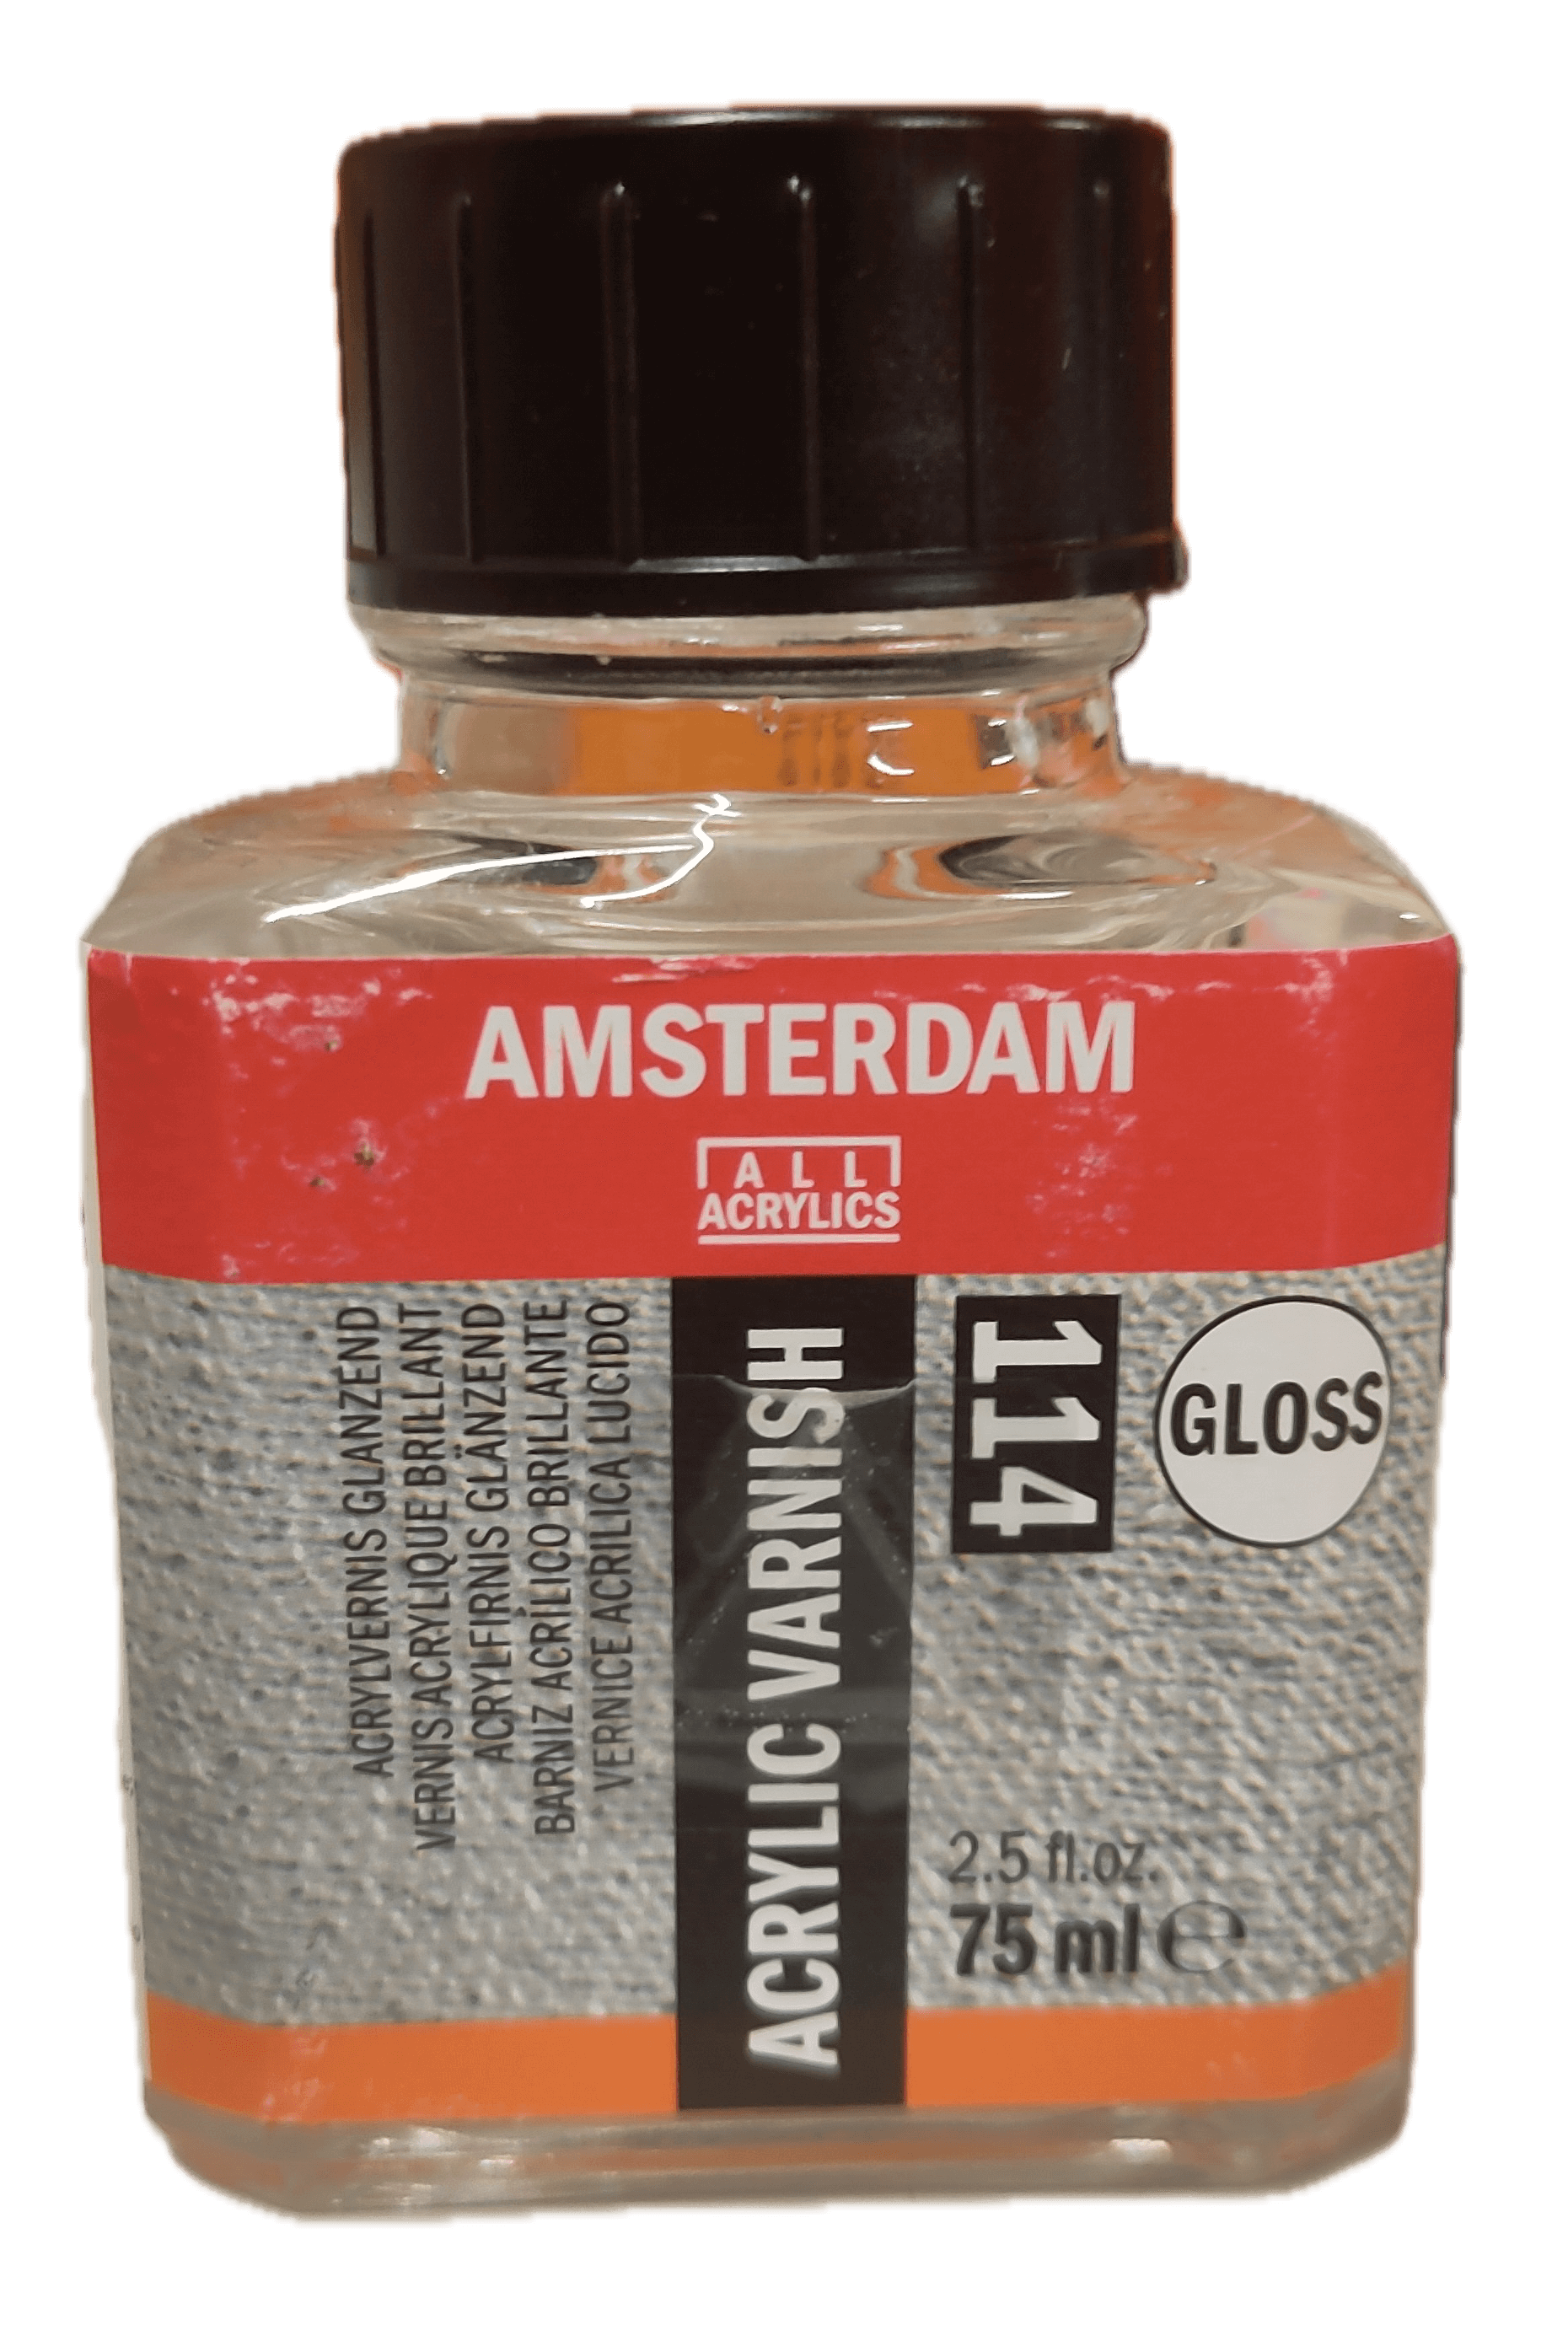 AMSTERDAM
ALL
ACRYLICS
ACRYLVERNIS GLANZEND
VERNIS ACRYLIQUE BRILLANT
ACRYLFIRNIS GLÄNZEND
BARNIZ ACRÍLICO BRILLANTE
VERNICE ACRILICA LUCIDO
ACRYLIC VARNISH
114
GLOSS
2.5 fl.oz.
75 ml ℮